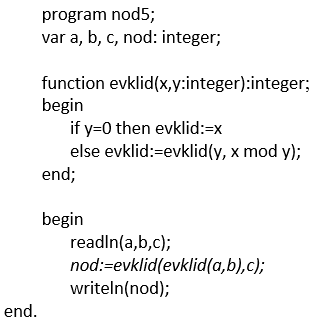 program nod5;
var a, b, c, nod: integer;
function evklid(x,y:integer):integer;
begin
if y=0 then evklid:=x
else evklid:=evklid(y, x mod y);
end;
begin
readln(a,b,c);
nod:=evklid(evklid(a,b),c);
writeln(nod);
end.